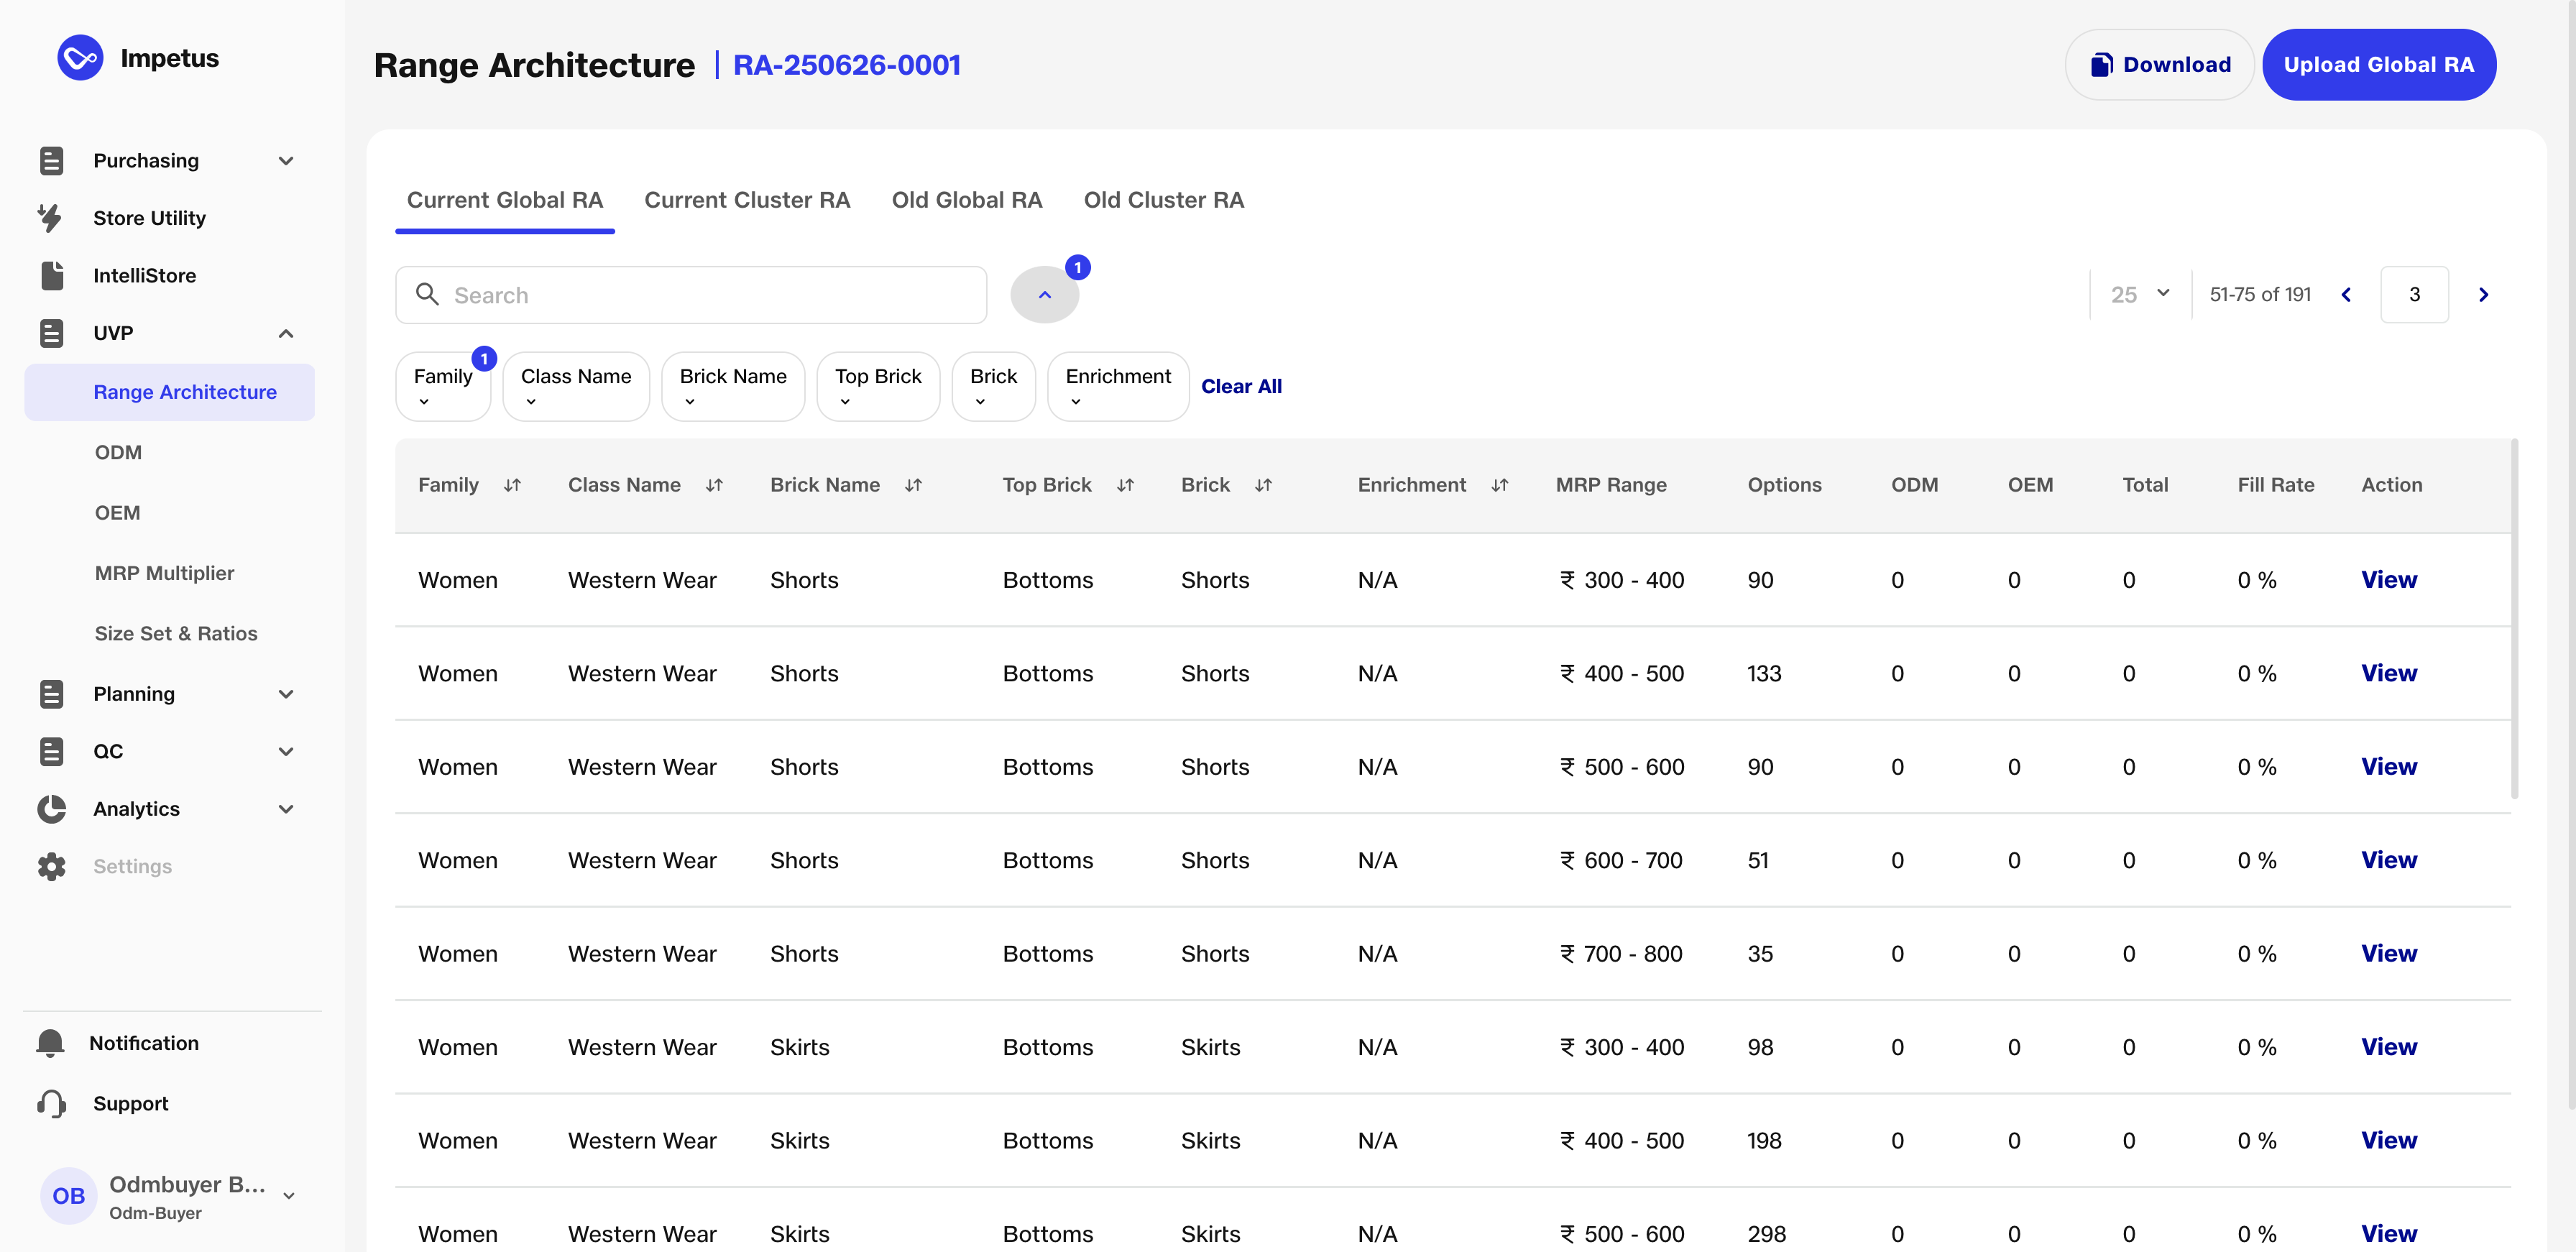 Impetus
Purchasing
Store Utility
IntelliStore
UVP
Range Architecture
ODM
OEM
MRP Multiplier
Size Set & Ratios
Planning
QC
Analytics
Settings
Notification
Support
OB
Odmbuyer B...
Odm-Buyer
Range Architecture | RA-250626-0001
Download
Upload Global RA
Current Global RA Current Cluster RA Old Global RA Old Cluster RA
Search
1
25
51-75 of 191
3
Family 1 Class Name Brick Name Top Brick Brick Enrichment Clear All
Family Class Name Brick Name Top Brick Brick Enrichment MRP Range Options ODM OEM Total Fill Rate Action
Women Western Wear Shorts Bottoms Shorts N/A ₹ 300 - 400 90 0 0 0 0 % View
Women Western Wear Shorts Bottoms Shorts N/A ₹ 400 - 500 133 0 0 0 0 % View
Women Western Wear Shorts Bottoms Shorts N/A ₹ 500 - 600 90 0 0 0 0 % View
Women Western Wear Shorts Bottoms Shorts N/A ₹ 600 - 700 51 0 0 0 0 % View
Women Western Wear Shorts Bottoms Shorts N/A ₹ 700 - 800 35 0 0 0 0 % View
Women Western Wear Skirts Bottoms Skirts N/A ₹ 300 - 400 98 0 0 0 0 % View
Women Western Wear Skirts Bottoms Skirts N/A ₹ 400 - 500 198 0 0 0 0 % View
Women Western Wear Skirts Bottoms Skirts N/A ₹ 500 - 600 298 0 0 0 0 % View